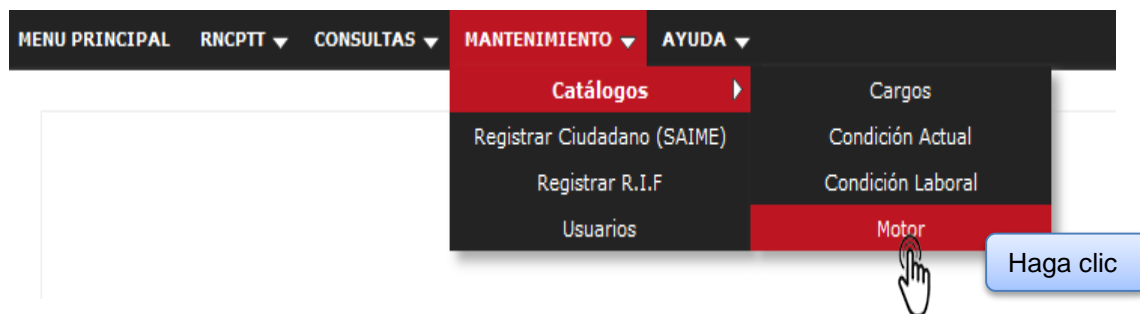 MENU PRINCIPAL RNCPTT CONSULTAS MANTENIMIENTO AYUDA
Catálogos
Registrar Ciudadano (SAIME)
Registrar R.I.F
Usuarios
Cargos
Condición Actual
Condición Laboral
Motor
Haga clic